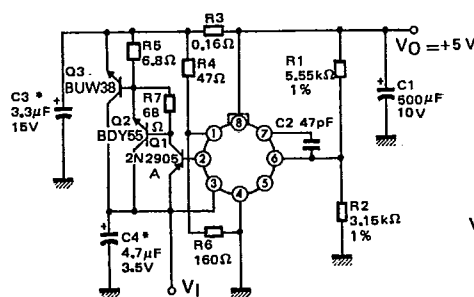 R3
0.16Ω
V_O = +5 V
R5
6.8Ω
R4
47Ω
R1
5.55kΩ
1%
Q3
BUW38
C3*
3.3μF
15V
R7
68
Ω
C1
500μF
10V
Q2
BDY55
Q1
2N2905
A
C2 47pF
1
2
3
4
5
6
7
8
R2
3.15kΩ
1%
C4*
4.7μF
3.5V
R6
160Ω
V_I
V